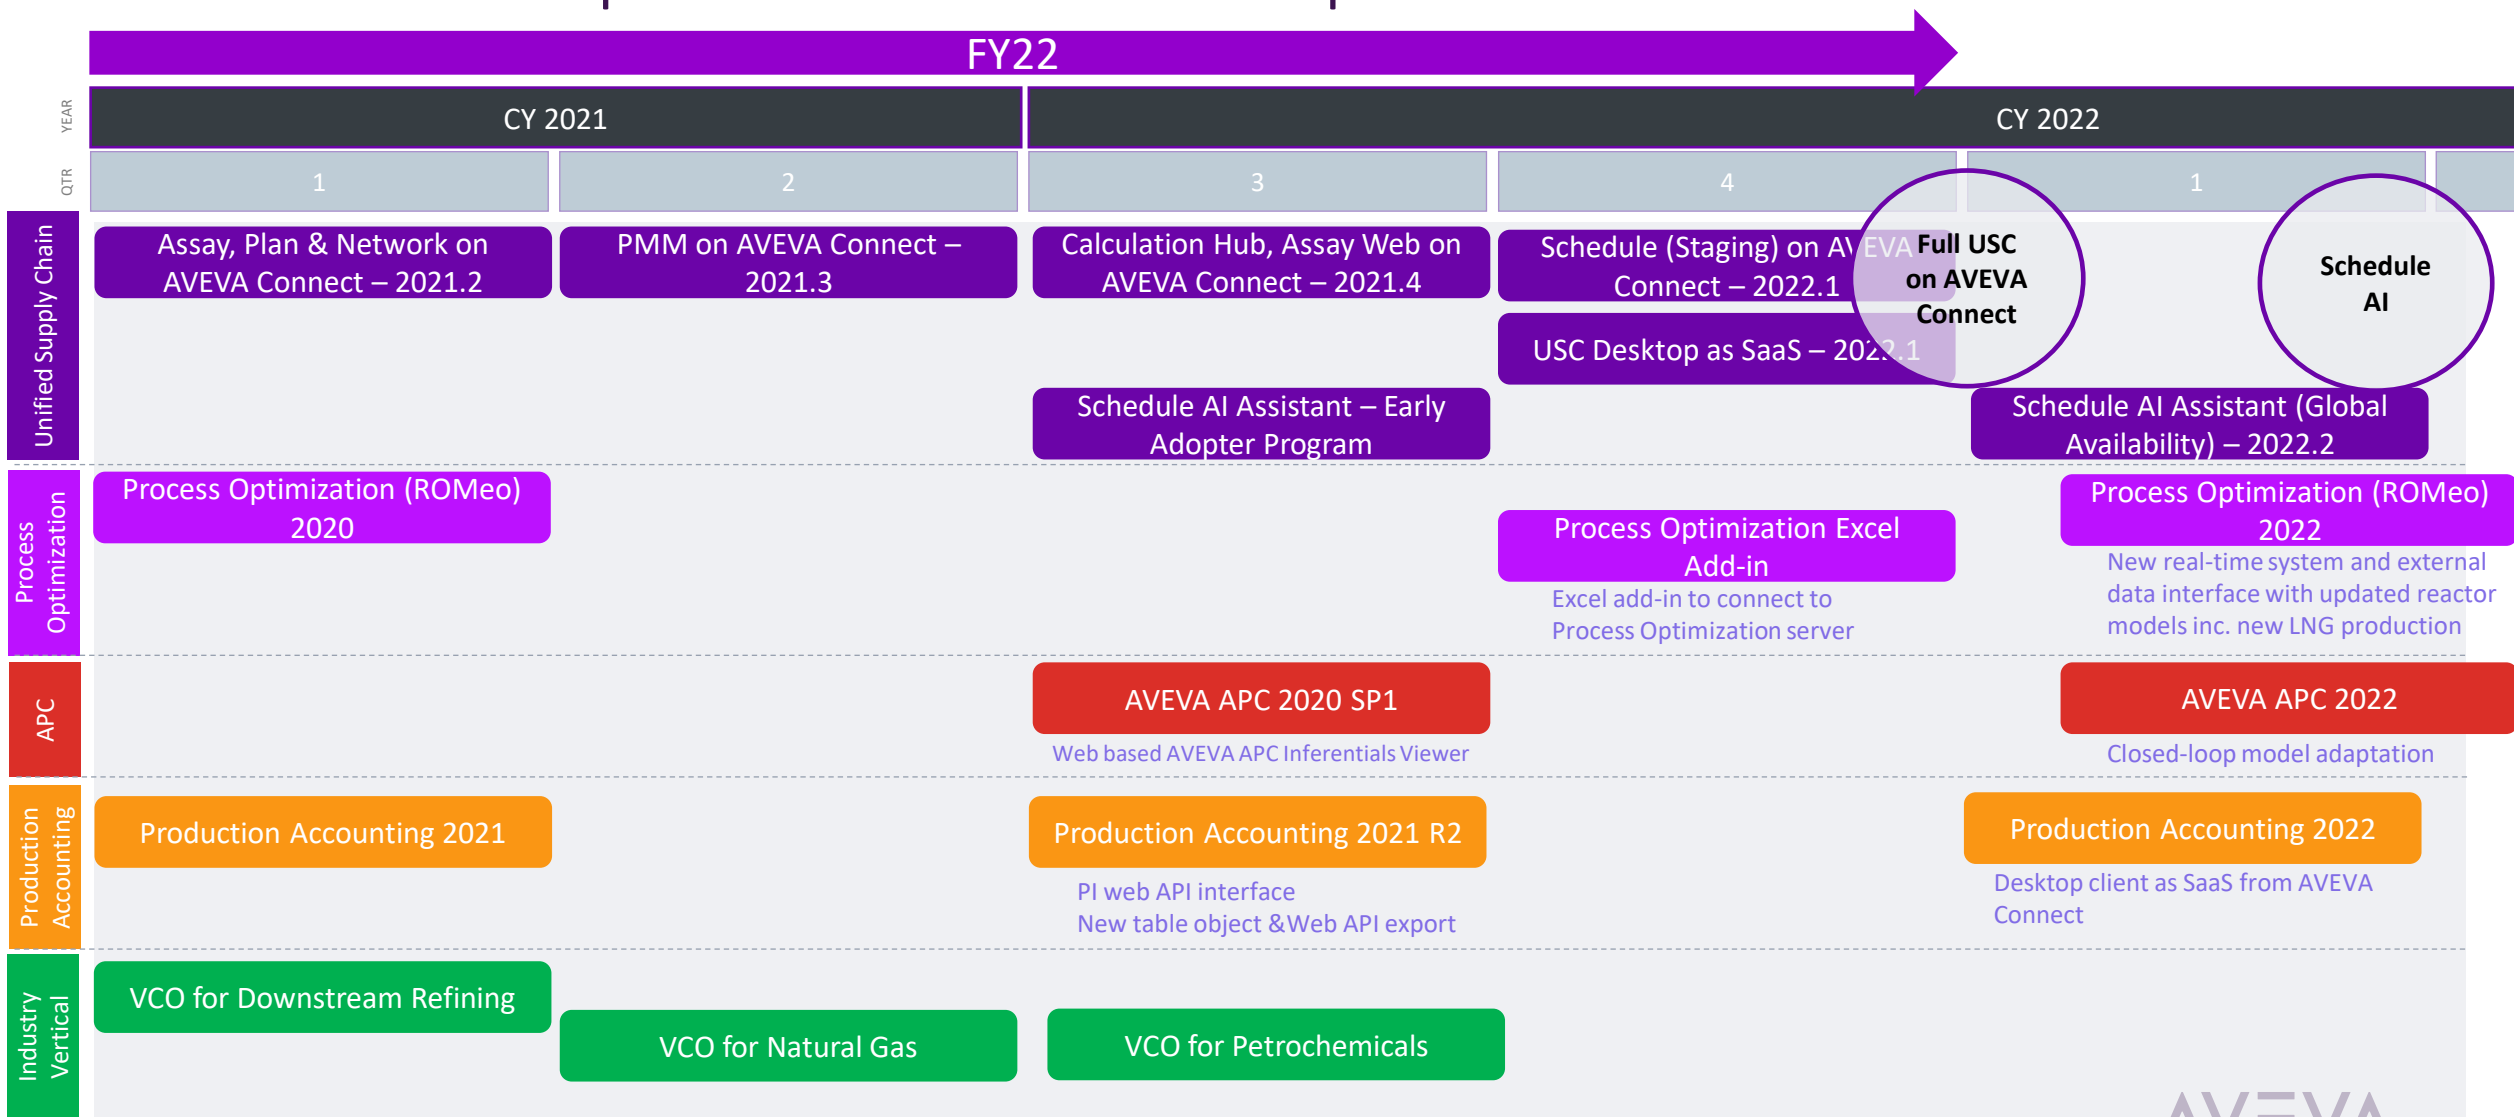 FY22
YEAR
CY 2021
CY 2022
QTR
1
2
3
4
1
Unified Supply Chain
Assay, Plan & Network on
AVEVA Connect – 2021.2
PMM on AVEVA Connect –
2021.3
Calculation Hub, Assay Web on
AVEVA Connect – 2021.4
Schedule (Staging) on AVEVA
Connect – 2022.1
Full USC
on AVEVA
Connect
Schedule
AI
USC Desktop as SaaS – 2022.1
Schedule AI Assistant – Early
Adopter Program
Schedule AI Assistant (Global
Availability) – 2022.2
Process
Optimization
Process Optimization (ROMeo)
2020
Process Optimization Excel
Add-in
Excel add-in to connect to
Process Optimization server
Process Optimization (ROMeo)
2022
New real-time system and external
data interface with updated reactor
models inc. new LNG production
APC
AVEVA APC 2020 SP1
Web based AVEVA APC Inferentials Viewer
AVEVA APC 2022
Closed-loop model adaptation
Production
Accounting
Production Accounting 2021
Production Accounting 2021 R2
PI web API interface
New table object &Web API export
Production Accounting 2022
Desktop client as SaaS from AVEVA
Connect
Industry
Vertical
VCO for Downstream Refining
VCO for Natural Gas
VCO for Petrochemicals
AVEVA